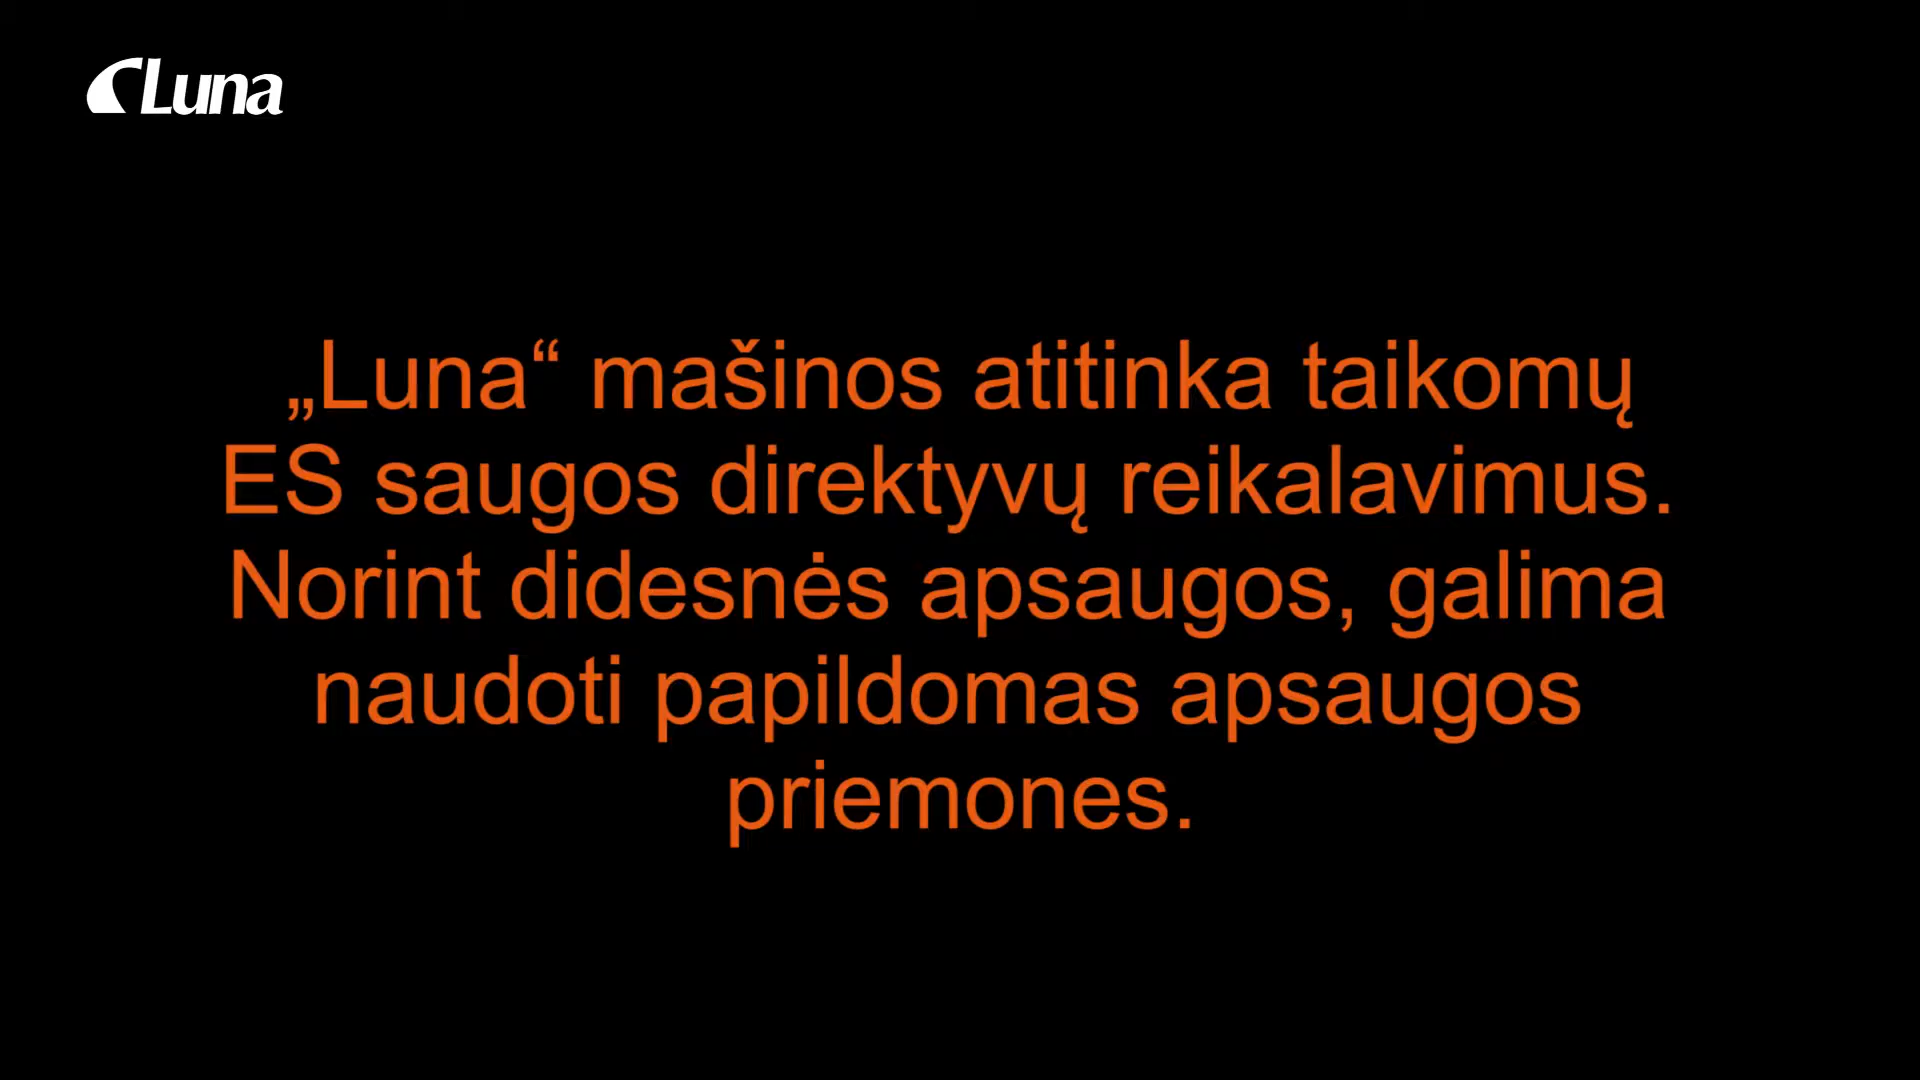 Luna
„Luna“ mašinos atitinka taikomų
ES saugos direktyvų reikalavimus.
Norint didesnės apsaugos, galima
naudoti papildomas apsaugos
priemones.